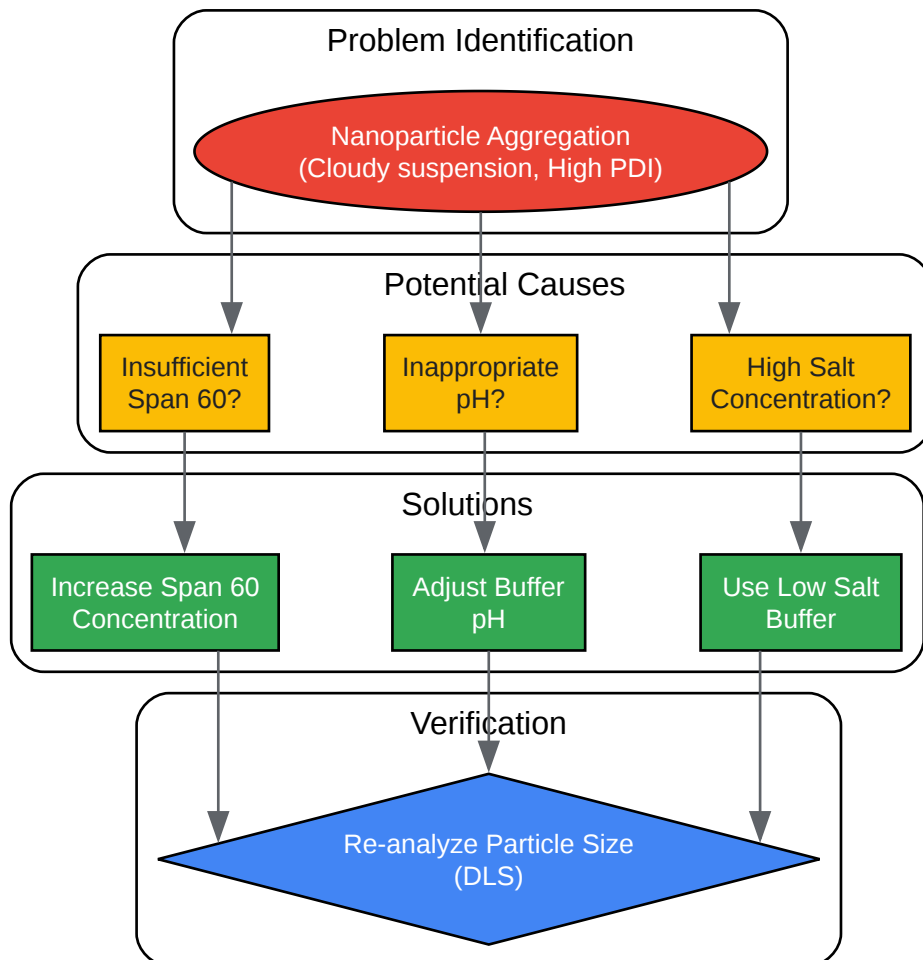 Problem Identification
Nanoparticle Aggregation
(Cloudy suspension, High PDI)
Potential Causes
Insufficient
Span 60?
Inappropriate
pH?
High Salt
Concentration?
Solutions
Increase Span 60
Concentration
Adjust Buffer
pH
Use Low Salt
Buffer
Verification
Re-analyze Particle Size
(DLS)